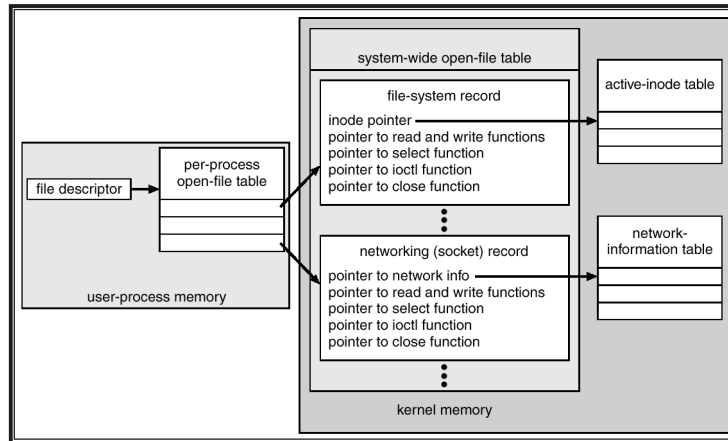 system-wide open-file table
file-system record
inode pointer
pointer to read and write functions
pointer to select function
pointer to ioctl function
pointer to close function
active-inode table
per-process
open-file table
file descriptor
user-process memory
networking (socket) record
pointer to network info
pointer to read and write functions
pointer to select function
pointer to ioctl function
pointer to close function
network-
information table
kernel memory